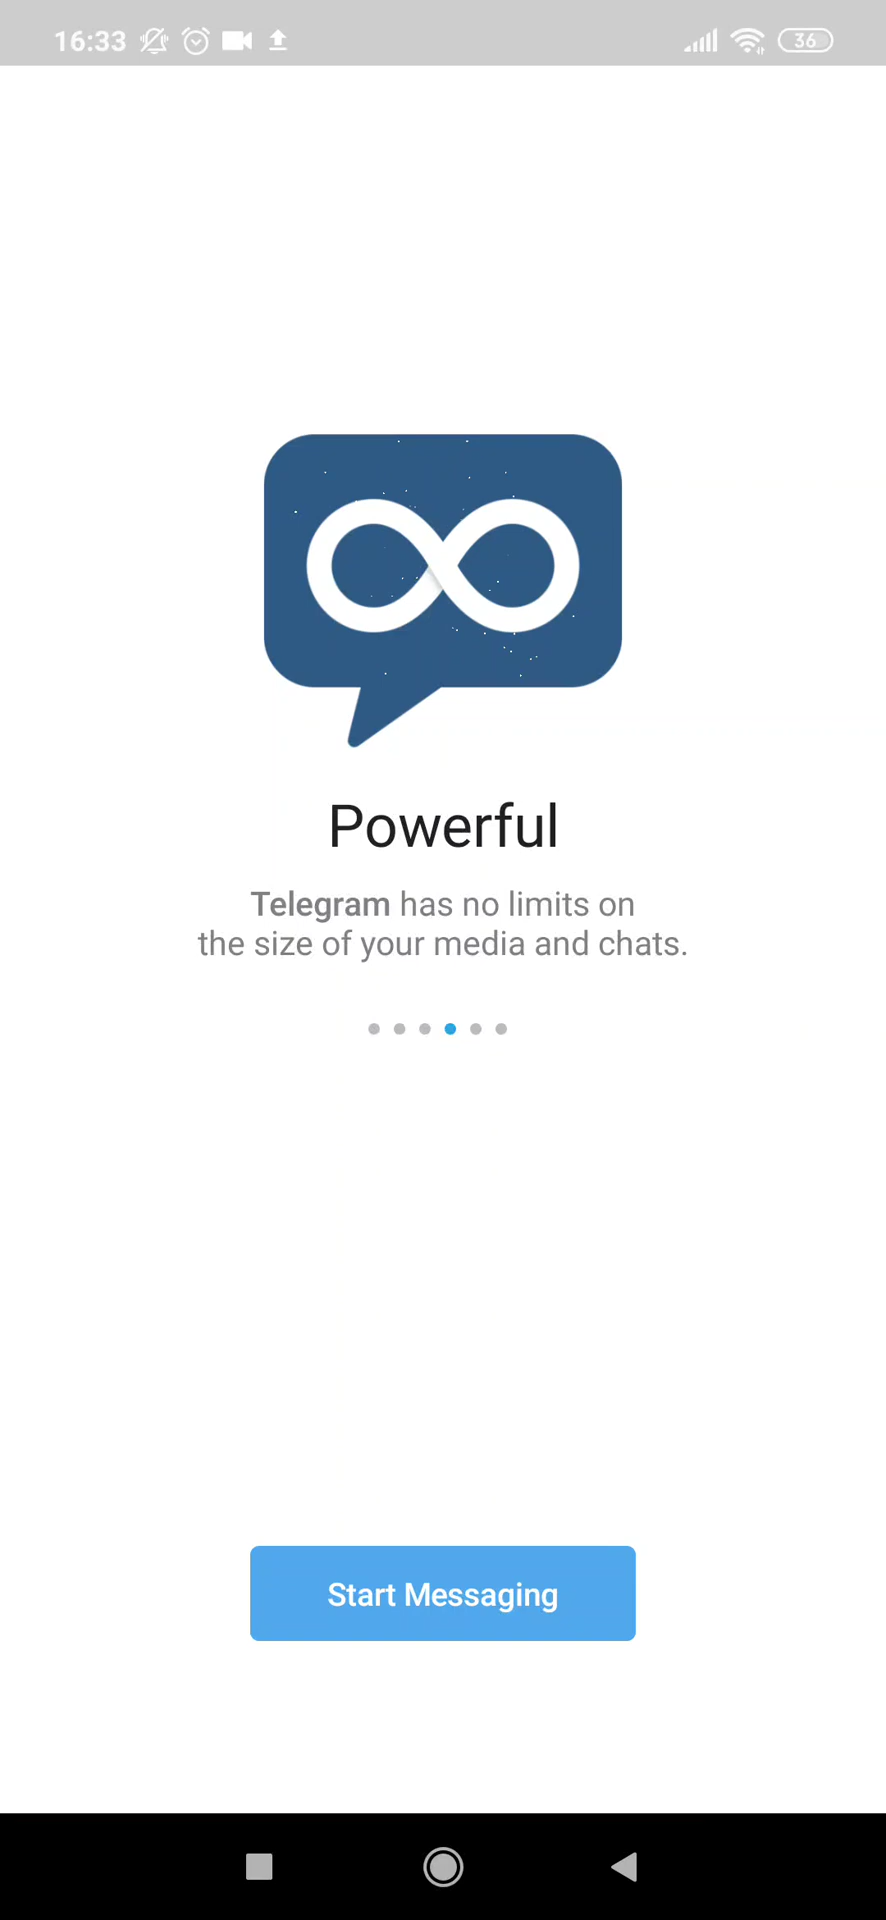 16:33
36
Powerful
Telegram has no limits on
the size of your media and chats.
Start Messaging